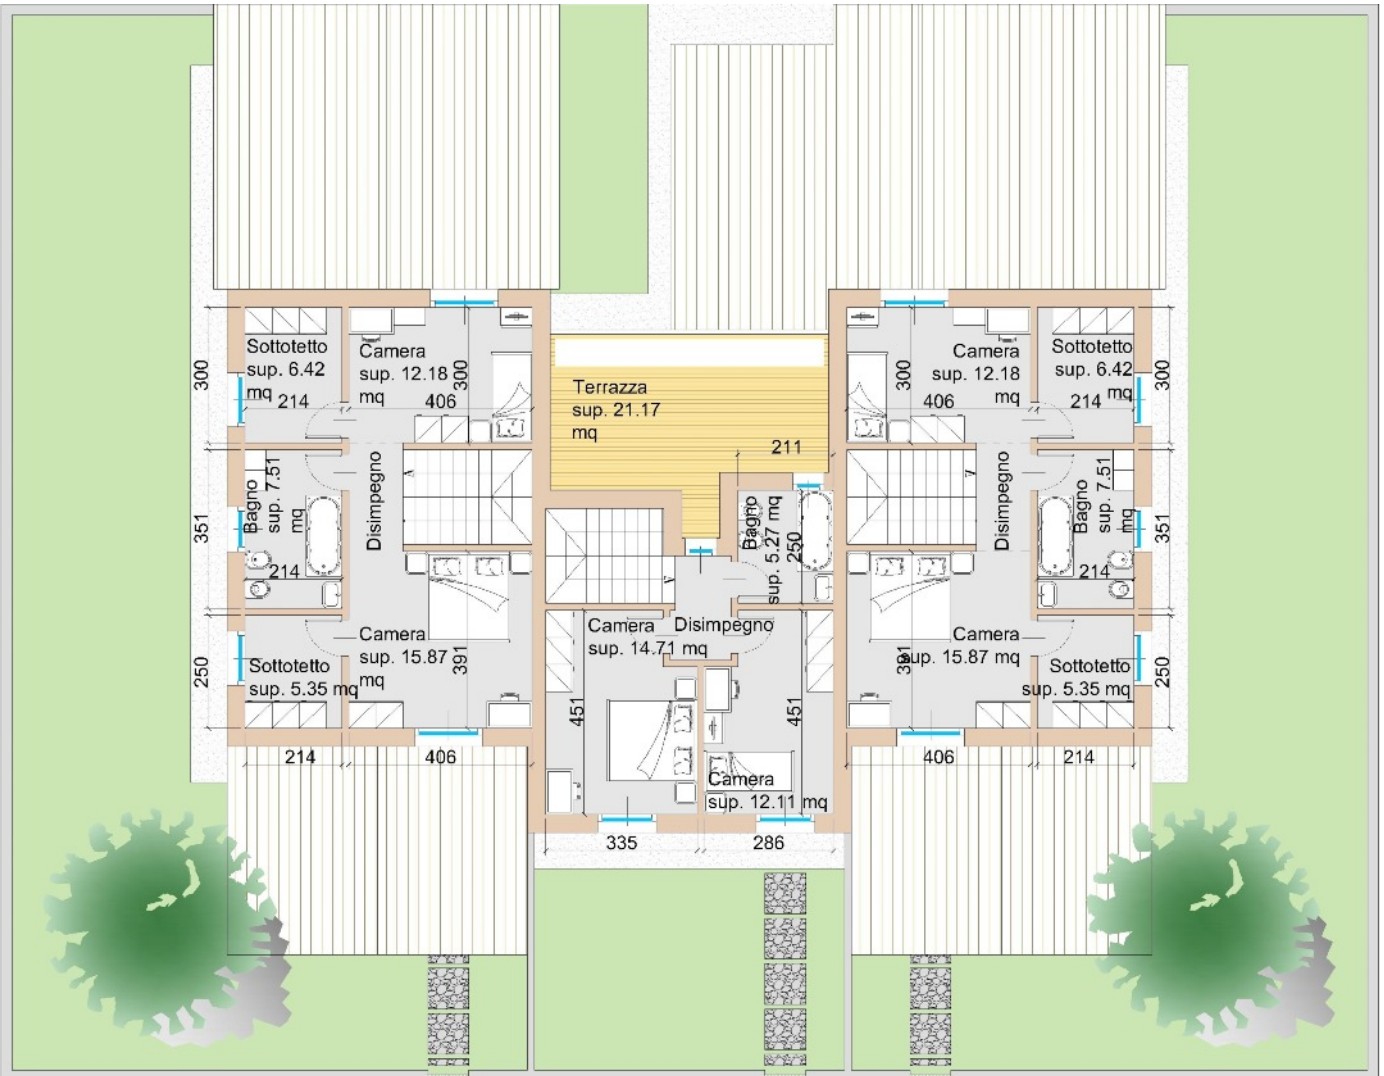 Sottotetto
sup. 6.42
mq
214
300
Camera
sup. 12.18
mq
300
406
Terrazza
sup. 21.17
mq
211
Camera
sup. 12.18
mq
300
406
Sottotetto
sup. 6.42
mq
214
300
351
Bagno
sup. 7.51
mq
214
Disimpegno
Bagno
sup. 5.27 mq
250
Disimpegno
Bagno
sup. 7.51
mq
214
351
250
Sottotetto
sup. 5.35 mq
Camera
sup. 15.87
mq
391
Camera
sup. 14.71 mq
Disimpegno
451
451
Camera
sup. 12.11 mq
Camera
sup. 15.87 mq
391
Sottotetto
sup. 5.35 mq
250
214
406
335
286
406
214